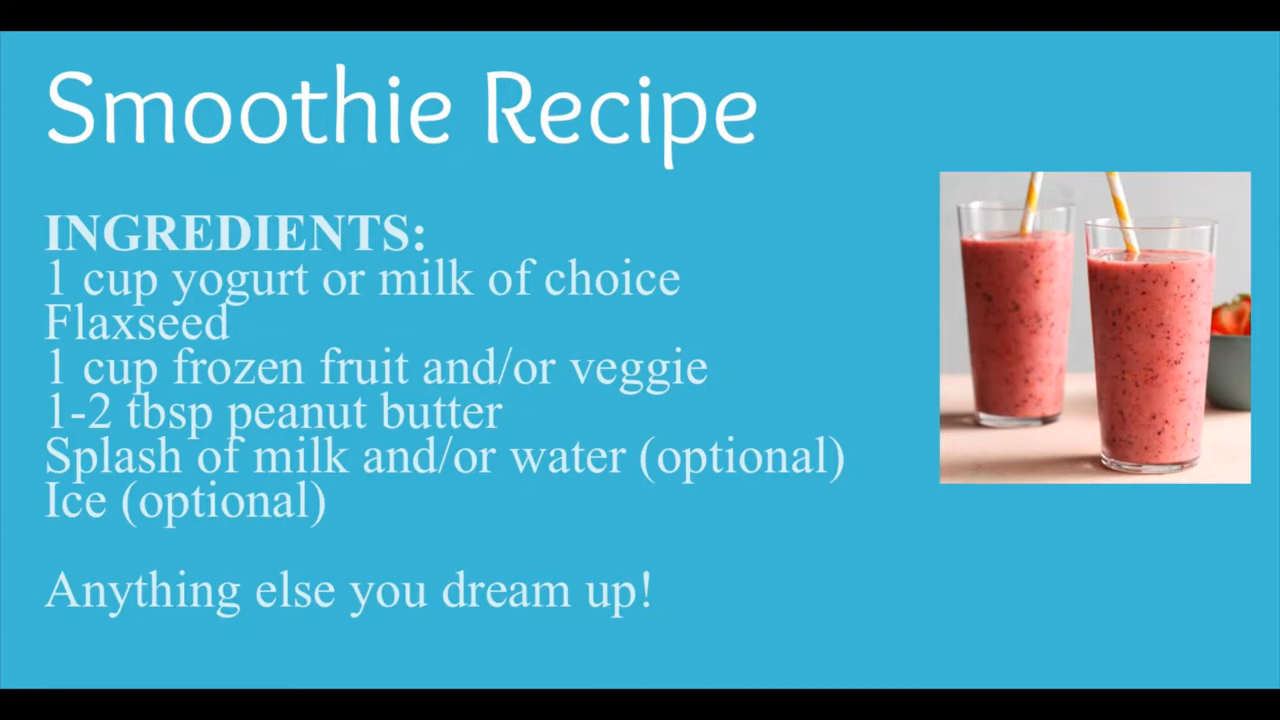 Smoothie Recipe
INGREDIENTS:
1 cup yogurt or milk of choice
Flaxseed
1 cup frozen fruit and/or veggie
1-2 tbsp peanut butter
Splash of milk and/or water (optional)
Ice (optional)
Anything else you dream up!